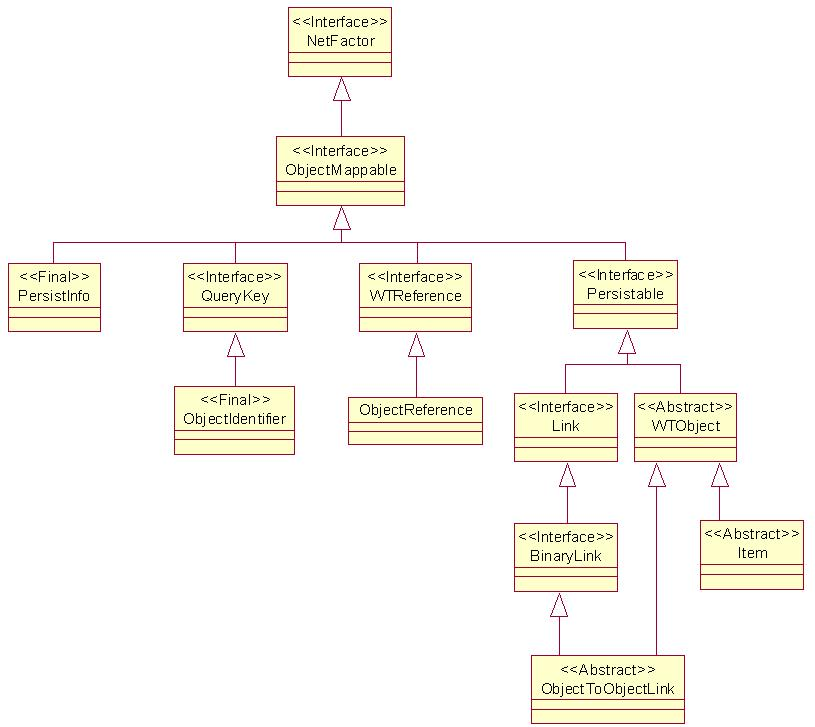 <<Interface>>
NetFactor
<<Interface>>
ObjectMappable
<<Final>>
PersistInfo
<<Interface>>
QueryKey
<<Interface>>
WTReference
<<Interface>>
Persistable
<<Final>>
ObjectIdentifier
ObjectReference
<<Interface>>
Link
<<Abstract>>
WTObject
<<Interface>>
BinaryLink
<<Abstract>>
Item
<<Abstract>>
ObjectToObjectLink